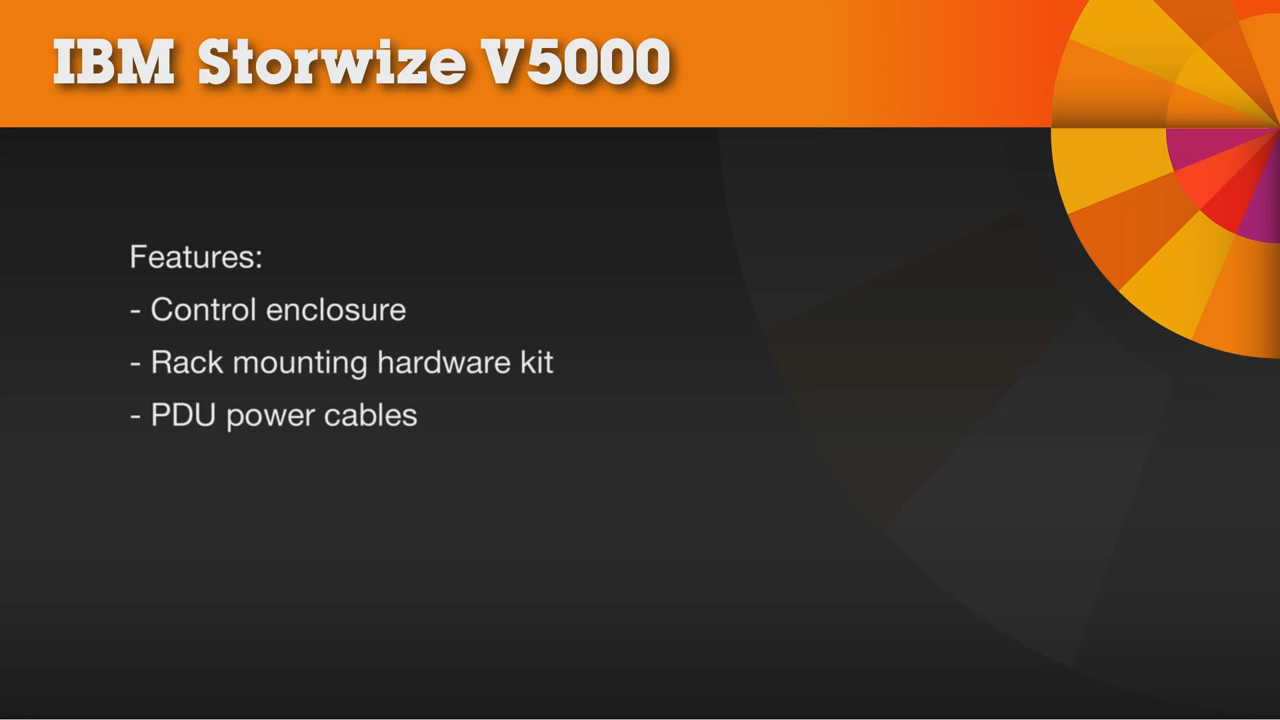 IBM Storwize V5000
Features:
- Control enclosure
- Rack mounting hardware kit
- PDU power cables